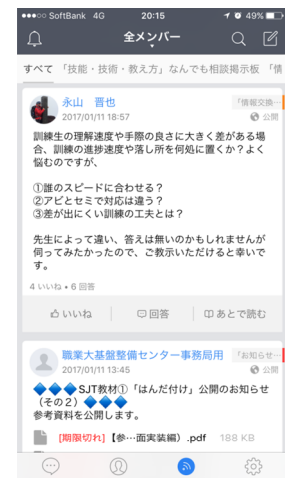 ●●●○○ SoftBank 4G 20:15 49%
全メンバー
すべて 「技能・技術・教え方」なんでも相談掲示板 「情
永山 晋也 「情報交換…
2017/01/11 18:57 公開
訓練生の理解速度や手際の良さに大きく差がある場
合、訓練の進捗速度や落し所を何処に置くか？よく
悩むのですが、
①誰のスピードに合わせる？
②アビとセミで対応は違う？
③差が出にくい訓練の工夫とは？
先生によって違い、答えは無いのかもしれませんが
伺ってみたかったので、ご教示いただけると幸いで
す。
4 いいね • 6 回答
いいね 回答 あとで読む
職業大基盤整備センター事務局用 「お知らせ…
2017/01/11 13:45 公開
🔷🔷🔷SJT教材①「はんだ付け」公開のお知らせ
（その２）🔷🔷🔷
参考資料を公開します。
[期限切れ]【参…面実装編）.pdf 188 KB